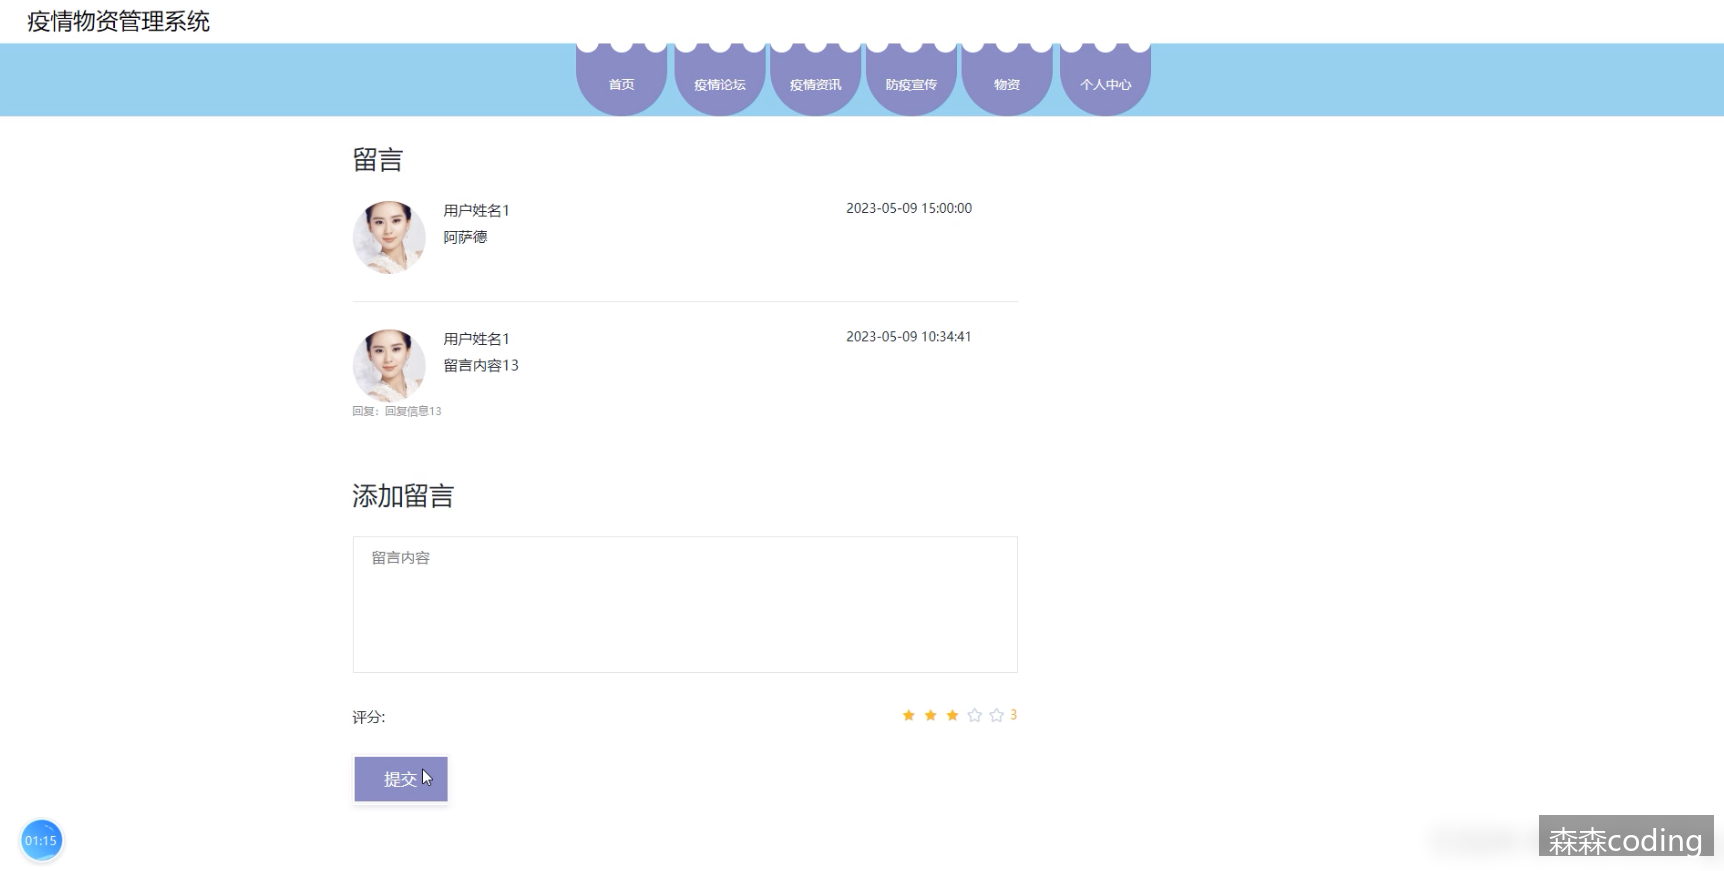 疫情物资管理系统
首页
疫情论坛
疫情资讯
防疫宣传
物资
个人中心
留言
用户姓名1
2023-05-09 15:00:00
阿萨德
用户姓名1
2023-05-09 10:34:41
留言内容13
回复：回复信息13
添加留言
留言内容
评分:
3
提交
01:15
森森coding